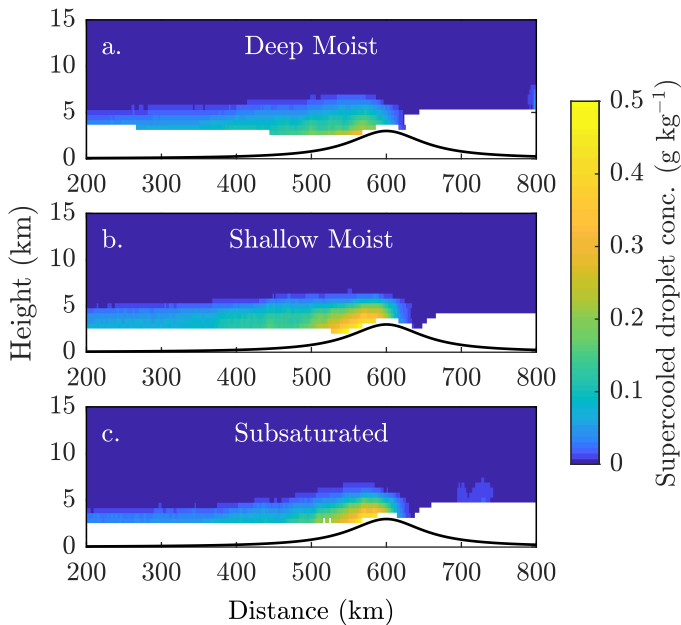 a.
Deep Moist
15
10
5
0
200 300 400 500 600 700 800
b.
Shallow Moist
15
10
5
0
200 300 400 500 600 700 800
c.
Subsaturated
15
10
5
0
200 300 400 500 600 700 800
Height (km)
Distance (km)
0.5
0.4
0.3
0.2
0.1
0
Supercooled droplet conc. (g kg⁻¹)